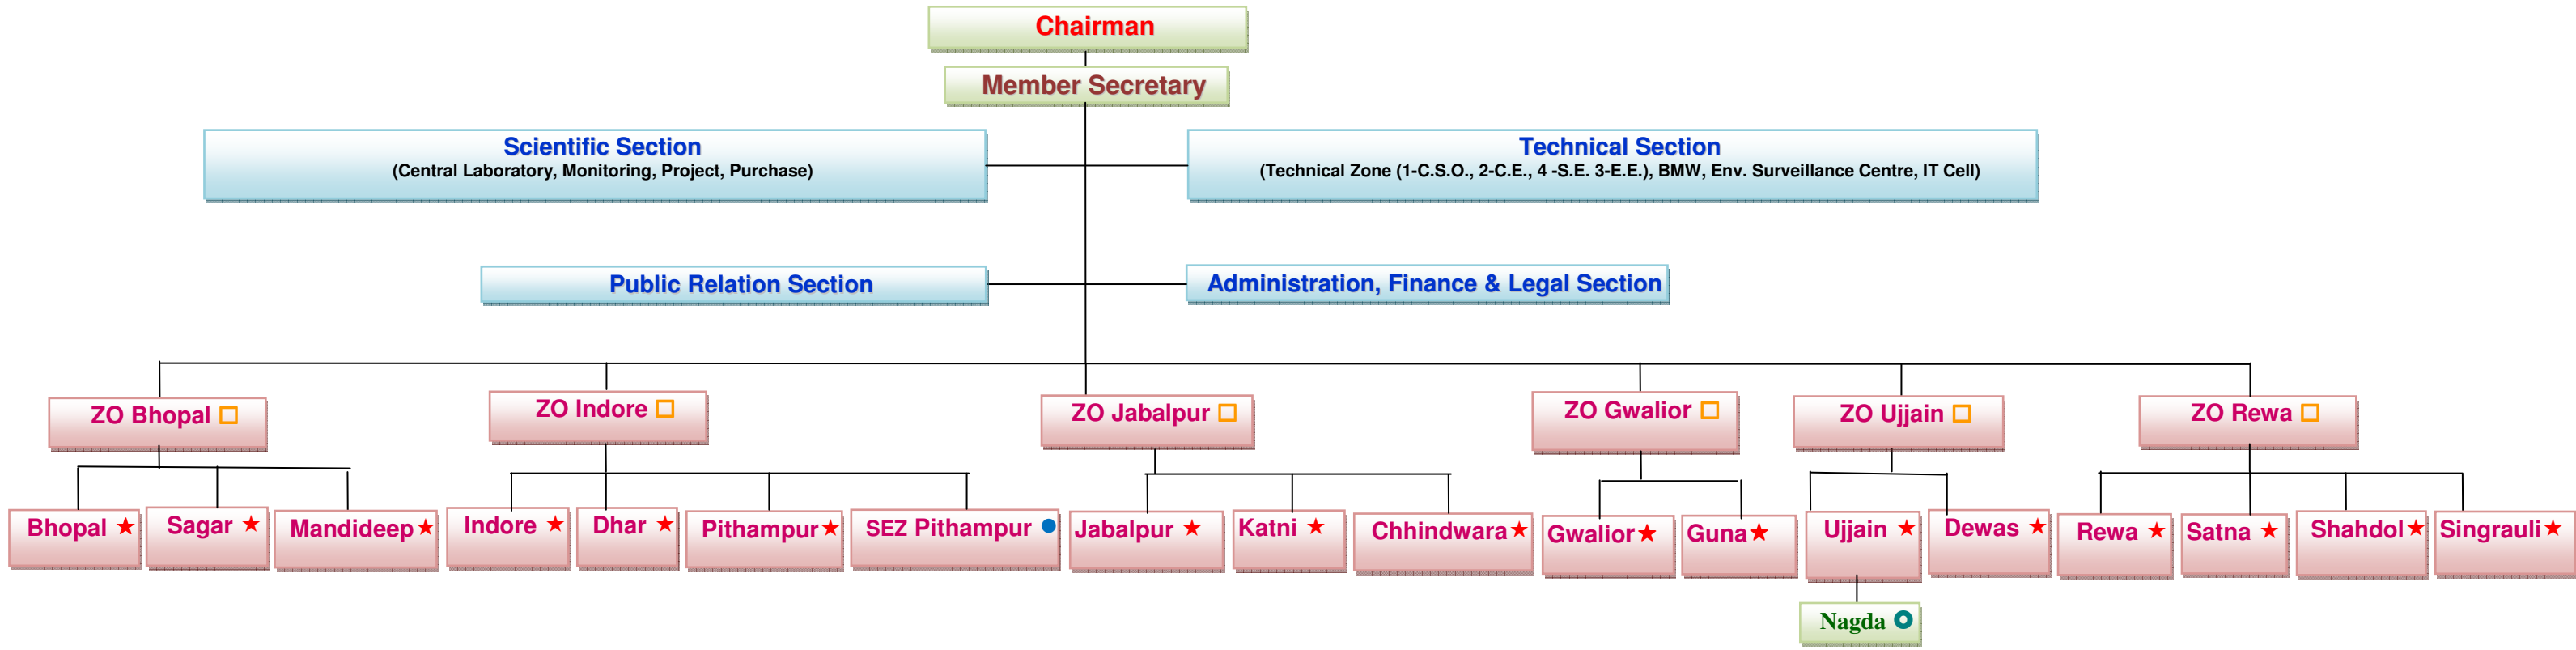 Chairman
Member Secretary
Scientific Section
(Central Laboratory, Monitoring, Project, Purchase)
Technical Section
(Technical Zone (1-C.S.O., 2-C.E., 4 -S.E. 3-E.E.), BMW, Env. Surveillance Centre, IT Cell)
Public Relation Section
Administration, Finance & Legal Section
ZO Bhopal
ZO Indore
ZO Jabalpur
ZO Gwalior
ZO Ujjain
ZO Rewa
Bhopal
Sagar
Mandideep
Indore
Dhar
Pithampur
SEZ Pithampur
Jabalpur
Katni
Chhindwara
Gwalior
Guna
Ujjain
Dewas
Rewa
Satna
Shahdol
Singrauli
Nagda